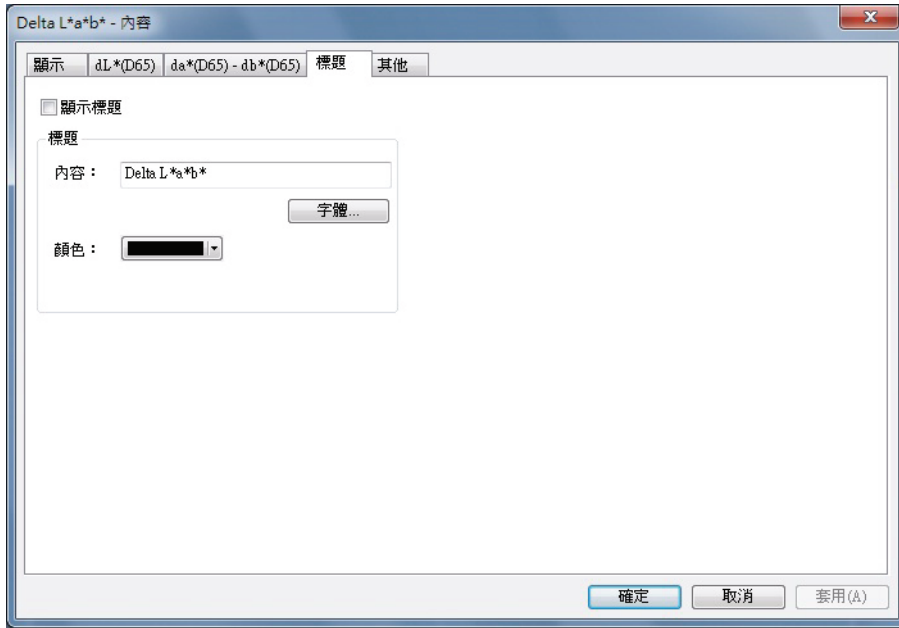 Delta L*a*b* - 內容
x
顯示 dL*(D65) da*(D65) - db*(D65) 標題 其他
顯示標題
標題
內容： Delta L*a*b*
字體...
顏色：
確定 取消 套用(A)